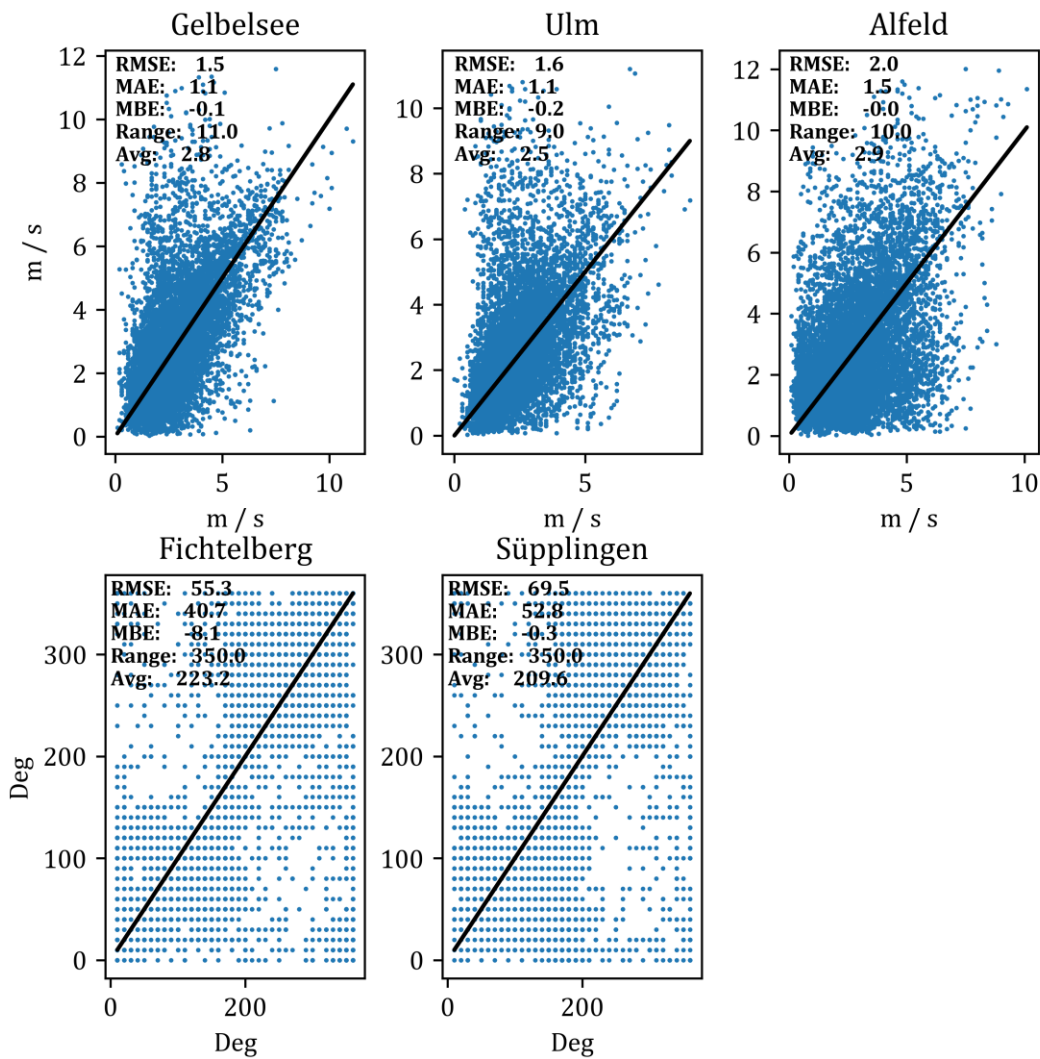 Gelbelsee
Ulm
Alfeld
RMSE: 1.5
MAE: 1.1
MBE: -0.1
Range: 11.0
Avg: 2.8
RMSE: 1.6
MAE: 1.1
MBE: -0.2
Range: 9.0
Avg: 2.5
RMSE: 2.0
MAE: 1.5
MBE: -0.0
Range: 10.0
Avg: 2.9
12
10
8
6
4
2
0
10
8
6
4
2
0
12
10
8
6
4
2
0
m / s
0 5 10
0 5
0 5 10
m / s
m / s
m / s
Fichtelberg
Süpplingen
RMSE: 55.3
MAE: 40.7
MBE: -8.1
Range: 350.0
Avg: 223.2
RMSE: 69.5
MAE: 52.8
MBE: -0.3
Range: 350.0
Avg: 209.6
300
200
100
0
300
200
100
0
Deg
0 200
0 200
Deg
Deg